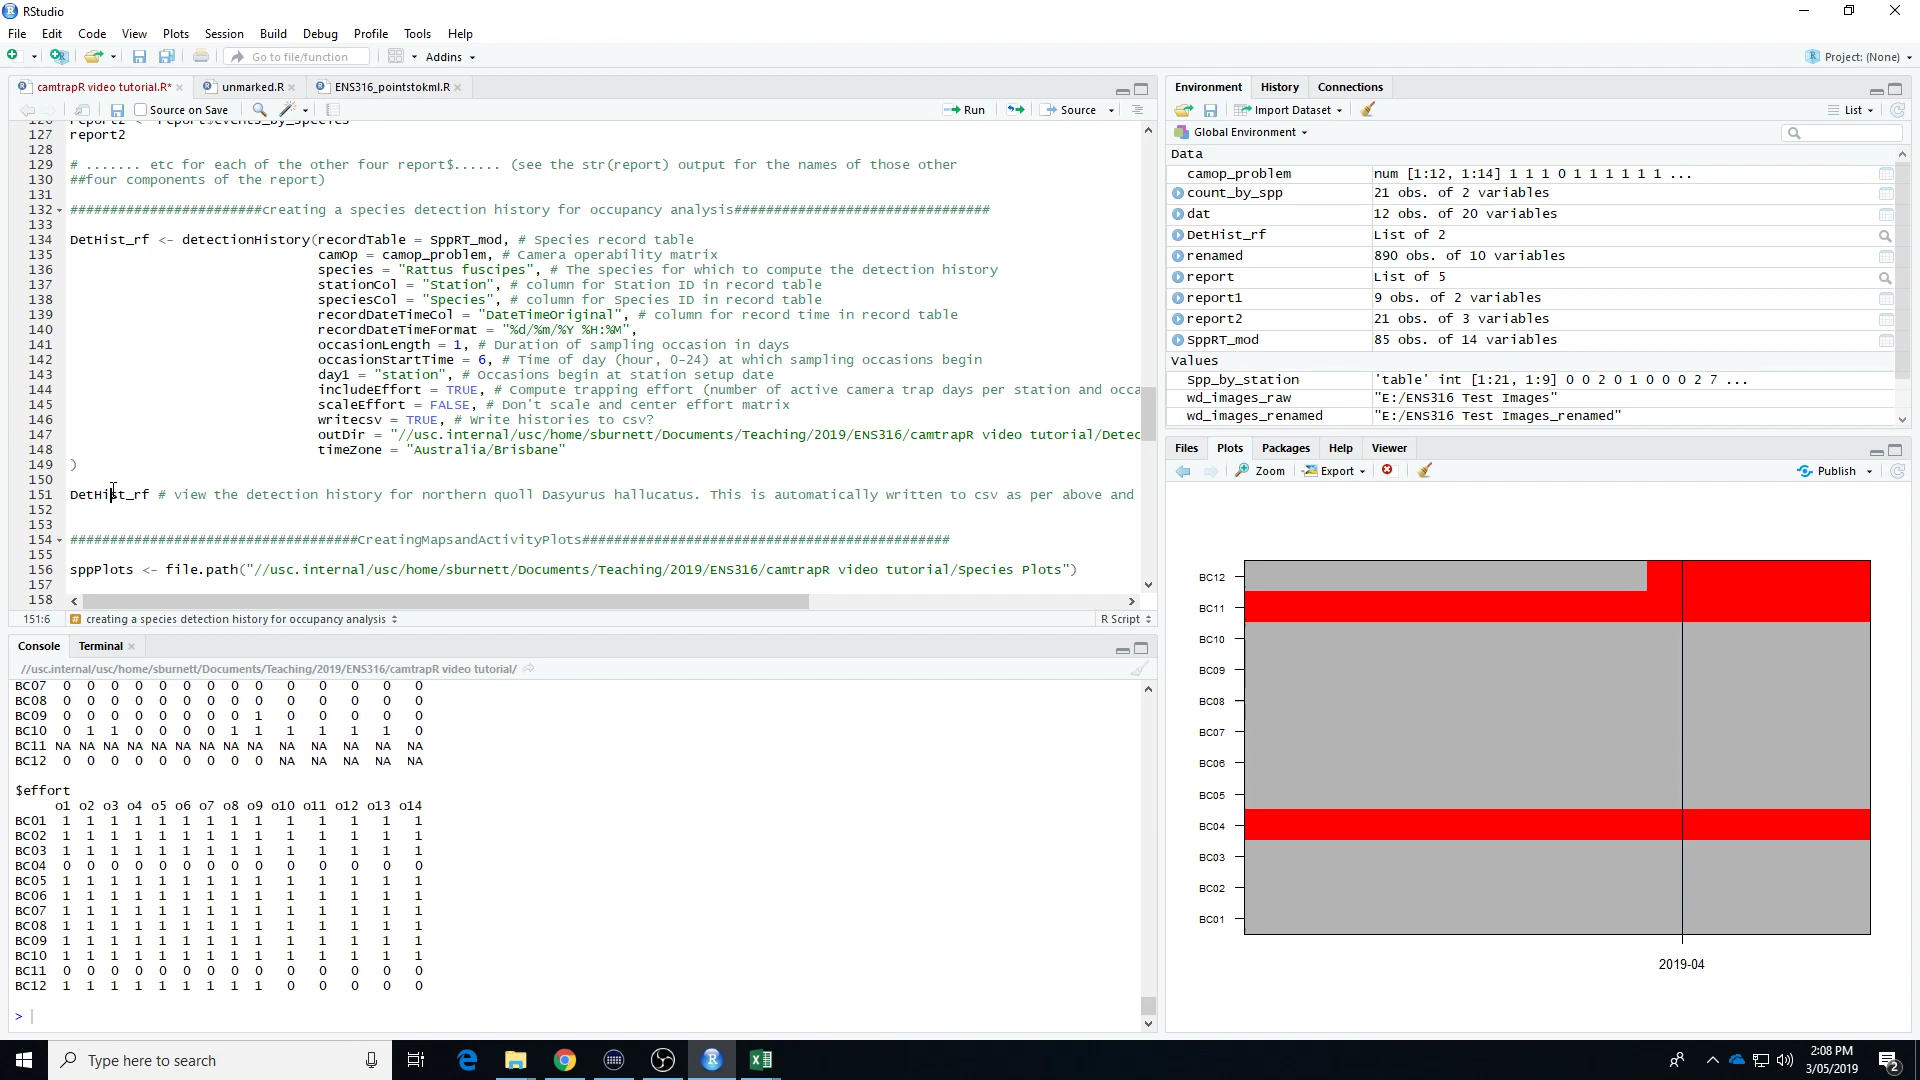 RStudio
File Edit Code View Plots Session Build Debug Profile Tools Help
Go to file/function Addins Project: (None)
camtrapR video tutorial.R* unmarked.R ENS316_pointstokml.R
Source on Save Run Source
126 report2 <- report$events_by_species
127 report2
128
129 # ....... etc for each of the other four report$...... (see the str(report) output for the names of those other
130 ##four components of the report)
131
132 ########################creating a species detection history for occupancy analysis################################
133
134 DetHist_rf <- detectionHistory(recordTable = SppRT_mod, # Species record table
135 camOp = camop_problem, # Camera operability matrix
136 species = "Rattus fuscipes", # The species for which to compute the detection history
137 stationCol = "Station", # column for Station ID in record table
138 speciesCol = "Species", # column for Species ID in record table
139 recordDateTimeCol = "DateTimeOriginal", # column for record time in record table
140 recordDateTimeFormat = "%d/%m/%Y %H:%M",
141 occasionLength = 1, # Duration of sampling occasion in days
142 occasionStartTime = 6, # Time of day (hour, 0-24) at which sampling occasions begin
143 day1 = "station", # Occasions begin at station setup date
144 includeEffort = TRUE, # Compute trapping effort (number of active camera trap days per station and occa
145 scaleEffort = FALSE, # Don't scale and center effort matrix
146 writecsv = TRUE, # Write histories to csv?
147 outDir = "//usc.internal/usc/home/sburnett/Documents/Teaching/2019/ENS316/camtrapR video tutorial/Detec
148 timeZone = "Australia/Brisbane"
149 )
150
151 DetHist_rf # view the detection history for northern quoll Dasyurus hallucatus. This is automatically written to csv as per above and
152
153
154 ####################################CreatingMapsandActivityPlots##############################################
155
156 sppPlots <- file.path("//usc.internal/usc/home/sburnett/Documents/Teaching/2019/ENS316/camtrapR video tutorial/Species Plots")
157
158
151:6 creating a species detection history for occupancy analysis R Script
Console Terminal
//usc.internal/usc/home/sburnett/Documents/Teaching/2019/ENS316/camtrapR video tutorial/
BC07 0 0 0 0 0 0 0 0 0 0 0 0 0 0
BC08 0 0 0 0 0 0 0 0 0 0 0 0 0 0
BC09 0 0 0 0 0 0 0 0 1 0 0 0 0 0
BC10 0 1 1 0 0 0 0 1 1 1 1 1 1 0
BC11 NA NA NA NA NA NA NA NA NA NA NA NA NA NA
BC12 0 0 0 0 0 0 0 0 0 NA NA NA NA NA
$effort
o1 o2 o3 o4 o5 o6 o7 o8 o9 o10 o11 o12 o13 o14
BC01 1 1 1 1 1 1 1 1 1 1 1 1 1 1
BC02 1 1 1 1 1 1 1 1 1 1 1 1 1 1
BC03 1 1 1 1 1 1 1 1 1 1 1 1 1 1
BC04 0 0 0 0 0 0 0 0 0 0 0 0 0 0
BC05 1 1 1 1 1 1 1 1 1 1 1 1 1 1
BC06 1 1 1 1 1 1 1 1 1 1 1 1 1 1
BC07 1 1 1 1 1 1 1 1 1 1 1 1 1 1
BC08 1 1 1 1 1 1 1 1 1 1 1 1 1 1
BC09 1 1 1 1 1 1 1 1 1 1 1 1 1 1
BC10 1 1 1 1 1 1 1 1 1 1 1 1 1 1
BC11 0 0 0 0 0 0 0 0 0 0 0 0 0 0
BC12 1 1 1 1 1 1 1 1 1 0 0 0 0 0
>
Environment History Connections
Import Dataset List
Global Environment
Data
camop_problem num [1:12, 1:14] 1 1 1 0 1 1 1 1 1 1 ...
count_by_spp 21 obs. of 2 variables
dat 12 obs. of 20 variables
DetHist_rf List of 2
renamed 890 obs. of 10 variables
report List of 5
report1 9 obs. of 2 variables
report2 21 obs. of 3 variables
SppRT_mod 85 obs. of 14 variables
Values
Spp_by_station 'table' int [1:21, 1:9] 0 0 2 0 1 0 0 0 2 7 ...
wd_images_raw "E:/ENS316 Test Images"
wd_images_renamed "E:/ENS316 Test Images_renamed"
Files Plots Packages Help Viewer
Zoom Export Publish
BC12
BC11
BC10
BC09
BC08
BC07
BC06
BC05
BC04
BC03
BC02
BC01
2019-04
Type here to search
2:08 PM
3/05/2019
2